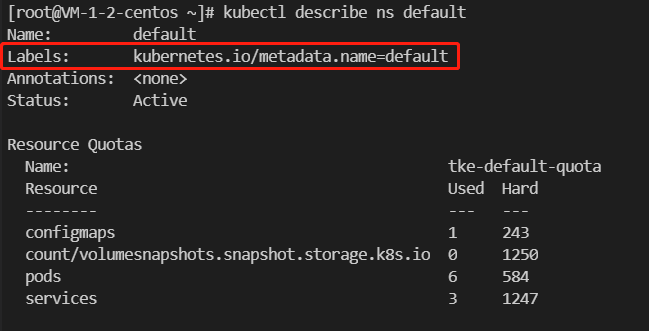 [root@VM-1-2-centos ~]# kubectl describe ns default
Name:         default
Labels:       kubernetes.io/metadata.name=default
Annotations:  <none>
Status:       Active

Resource Quotas
  Name:                                         tke-default-quota
  Resource                                      Used  Hard
  --------                                      ---   ---
  configmaps                                    1     243
  count/volumesnapshots.snapshot.storage.k8s.io  0     1250
  pods                                          6     584
  services                                      3     1247